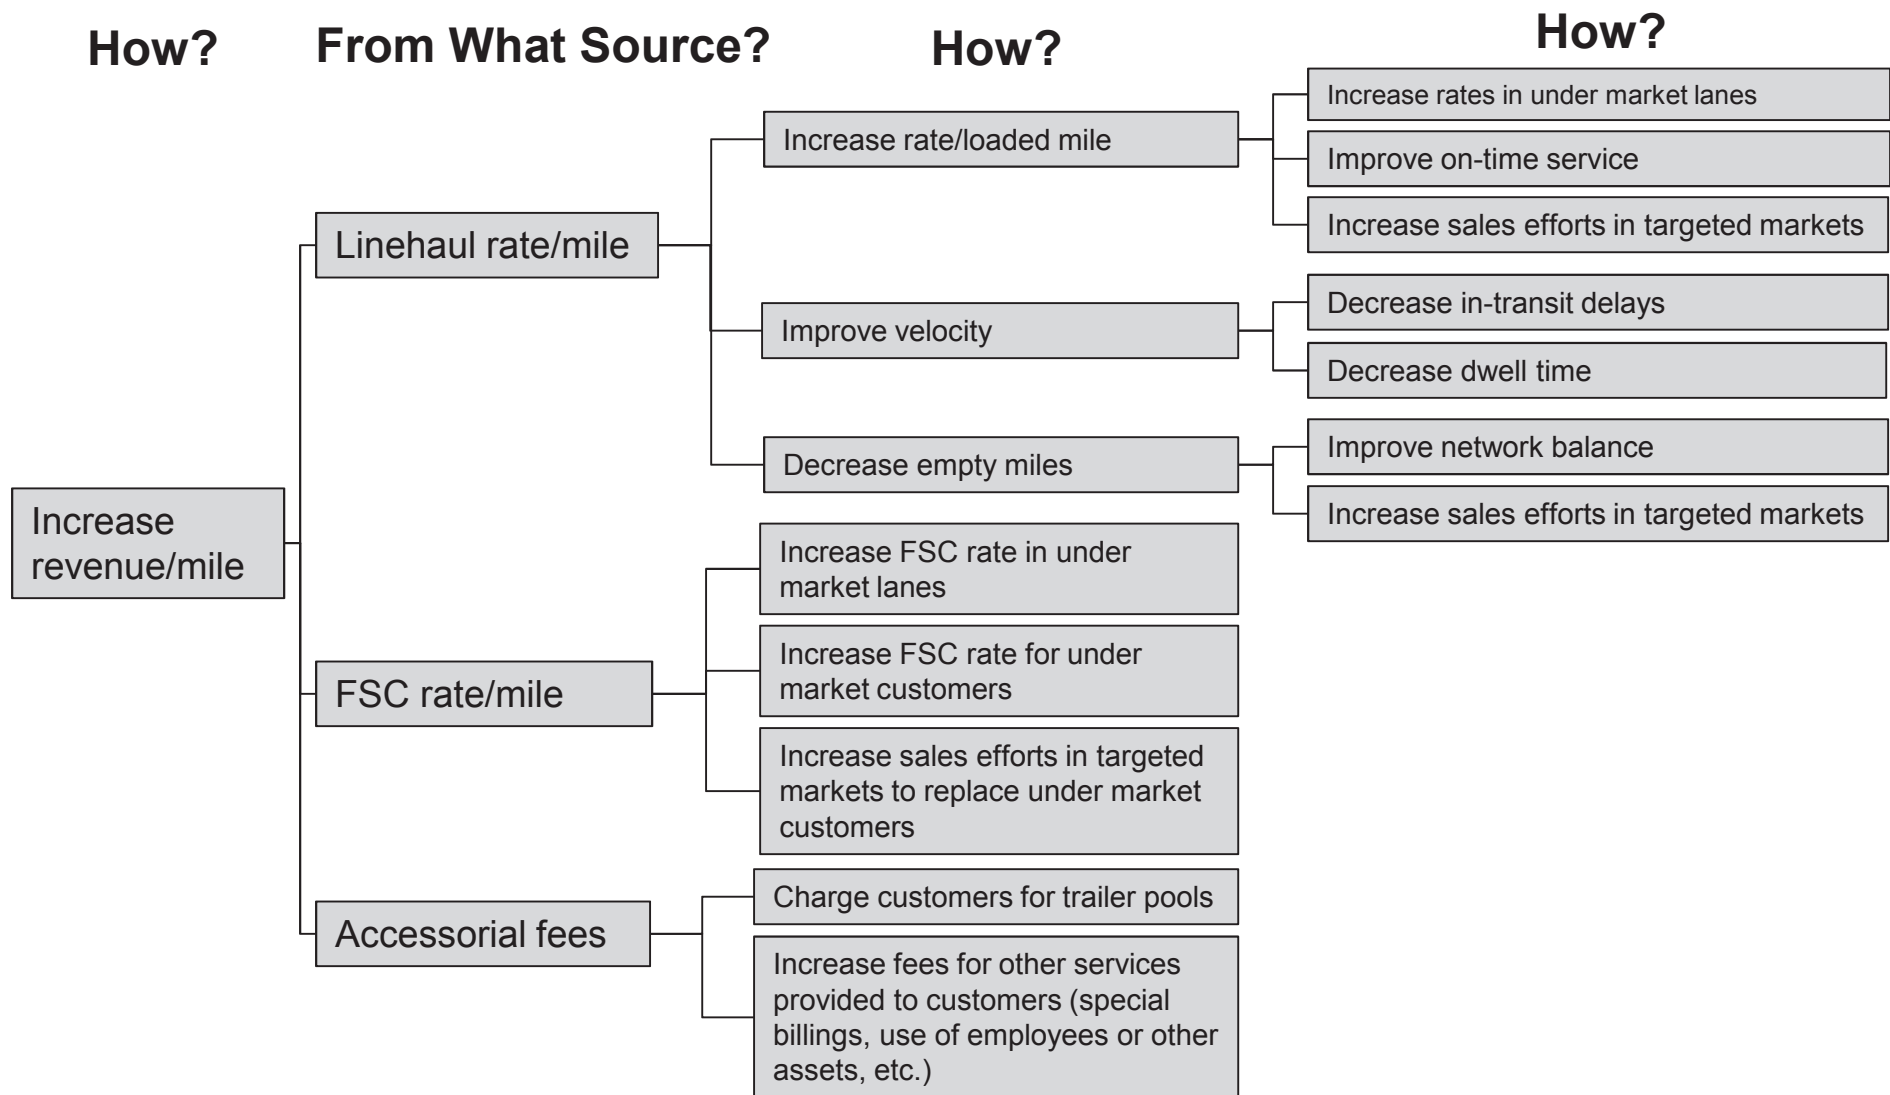 How?
From What Source?
How?
How?
Increase
revenue/mile
Linehaul rate/mile
FSC rate/mile
Accessorial fees
Increase rate/loaded mile
Improve velocity
Decrease empty miles
Increase FSC rate in under
market lanes
Increase FSC rate for under
market customers
Increase sales efforts in targeted
markets to replace under market
customers
Charge customers for trailer pools
Increase fees for other services
provided to customers (special
billings, use of employees or other
assets, etc.)
Increase rates in under market lanes
Improve on-time service
Increase sales efforts in targeted markets
Decrease in-transit delays
Decrease dwell time
Improve network balance
Increase sales efforts in targeted markets